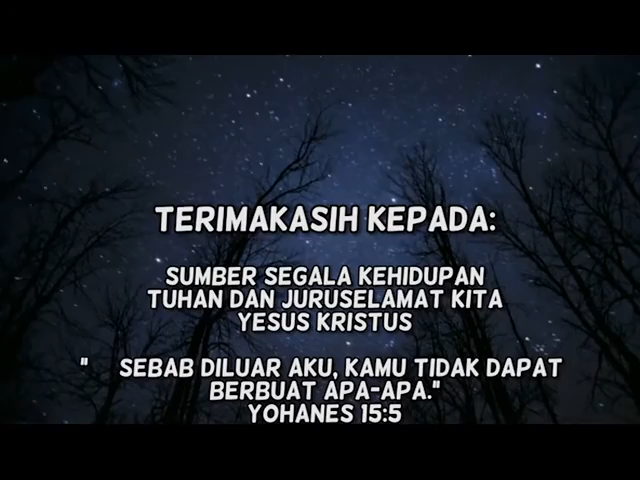 TERIMAKASIH KEPADA:
SUMBER SEGALA KEHIDUPAN
TUHAN DAN JURUSELAMAT KITA
YESUS KRISTUS
" SEBAB DILUAR AKU, KAMU TIDAK DAPAT
BERBUAT APA-APA."
YOHANES 15:5